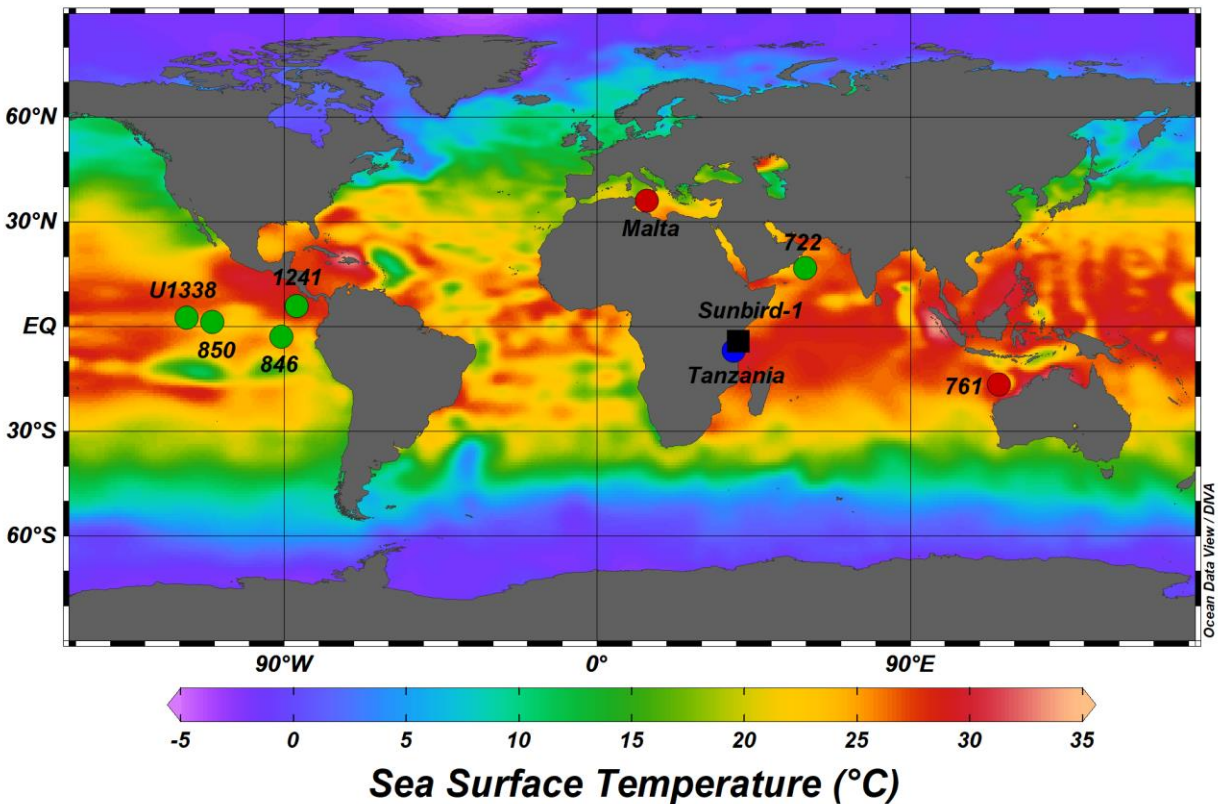 60°N
30°N
EQ
30°S
60°S
Malta
722
1241
U1338
Sunbird-1
850
846
Tanzania
761
90°W
0°
90°E
Ocean Data View / DIVA
-5
0
5
10
15
20
25
30
35
Sea Surface Temperature (°C)